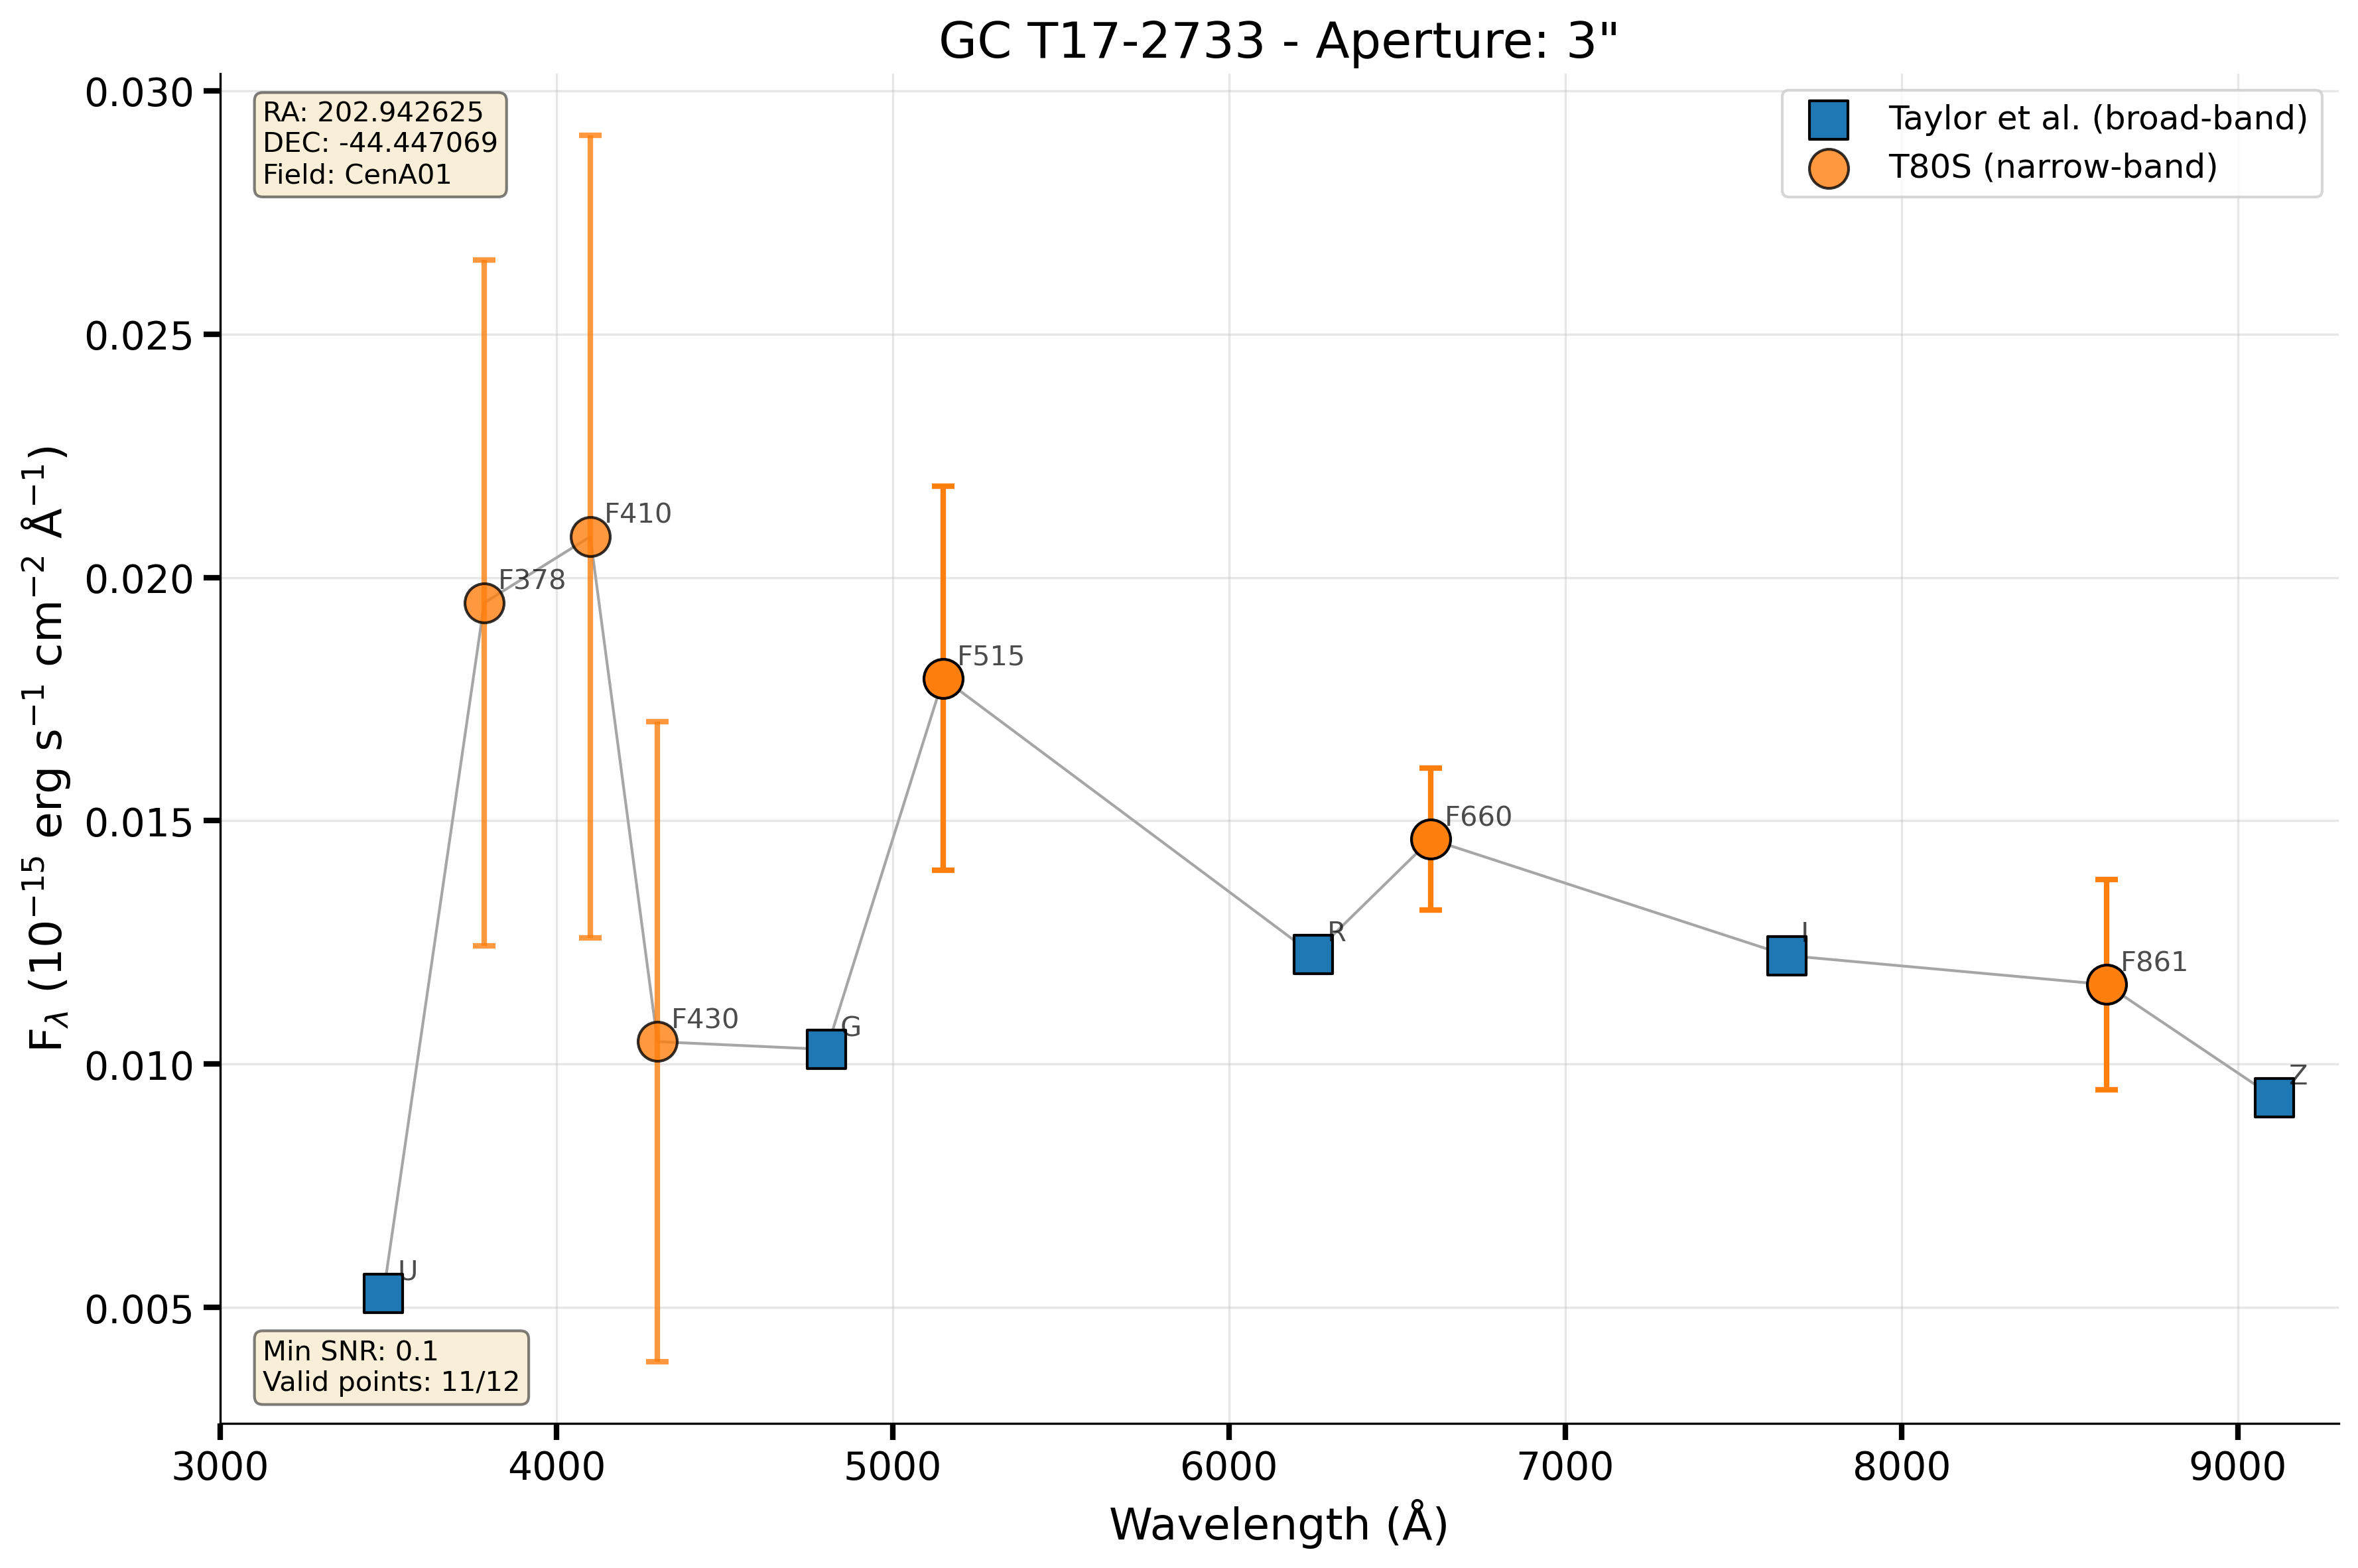 GC T17-2733 - Aperture: 3"
RA: 202.942625
DEC: -44.447069
Field: CenA01
Taylor et al. (broad-band)
T80S (narrow-band)
0.030
0.025
0.020
0.015
0.010
0.005
F_λ (10⁻¹⁵ erg s⁻¹ cm⁻² Å⁻¹)
U
F378
F410
F430
G
F515
R
F660
I
F861
Z
Min SNR: 0.1
Valid points: 11/12
3000
4000
5000
6000
7000
8000
9000
Wavelength (Å)